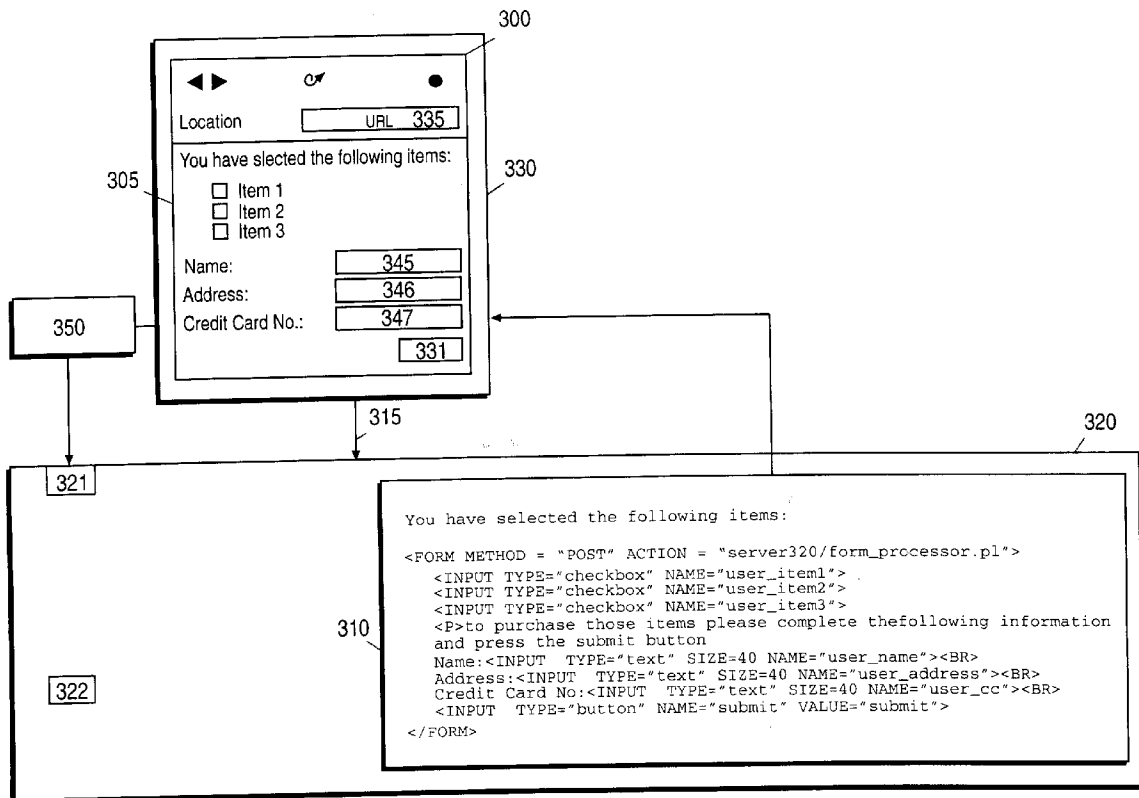 300
Location
URL 335
You have slected the following items:
305
330
Item 1
Item 2
Item 3
Name: 345
Address: 346
Credit Card No.: 347
331
350
315
320
321
You have selected the following items:
<FORM METHOD = "POST" ACTION = "server320/form_processor.pl">
<INPUT TYPE="checkbox" NAME="user_item1">
<INPUT TYPE="checkbox" NAME="user_item2">
<INPUT TYPE="checkbox" NAME="user_item3">
<P>to purchase those items please complete thefollowing information
310
and press the submit button
Name:<INPUT TYPE="text" SIZE=40 NAME="user_name"><BR>
Address:<INPUT TYPE="text" SIZE=40 NAME="user_address"><BR>
322
Credit Card No:<INPUT TYPE="text" SIZE=40 NAME="user_cc"><BR>
<INPUT TYPE="button" NAME="submit" VALUE="submit">
</FORM>